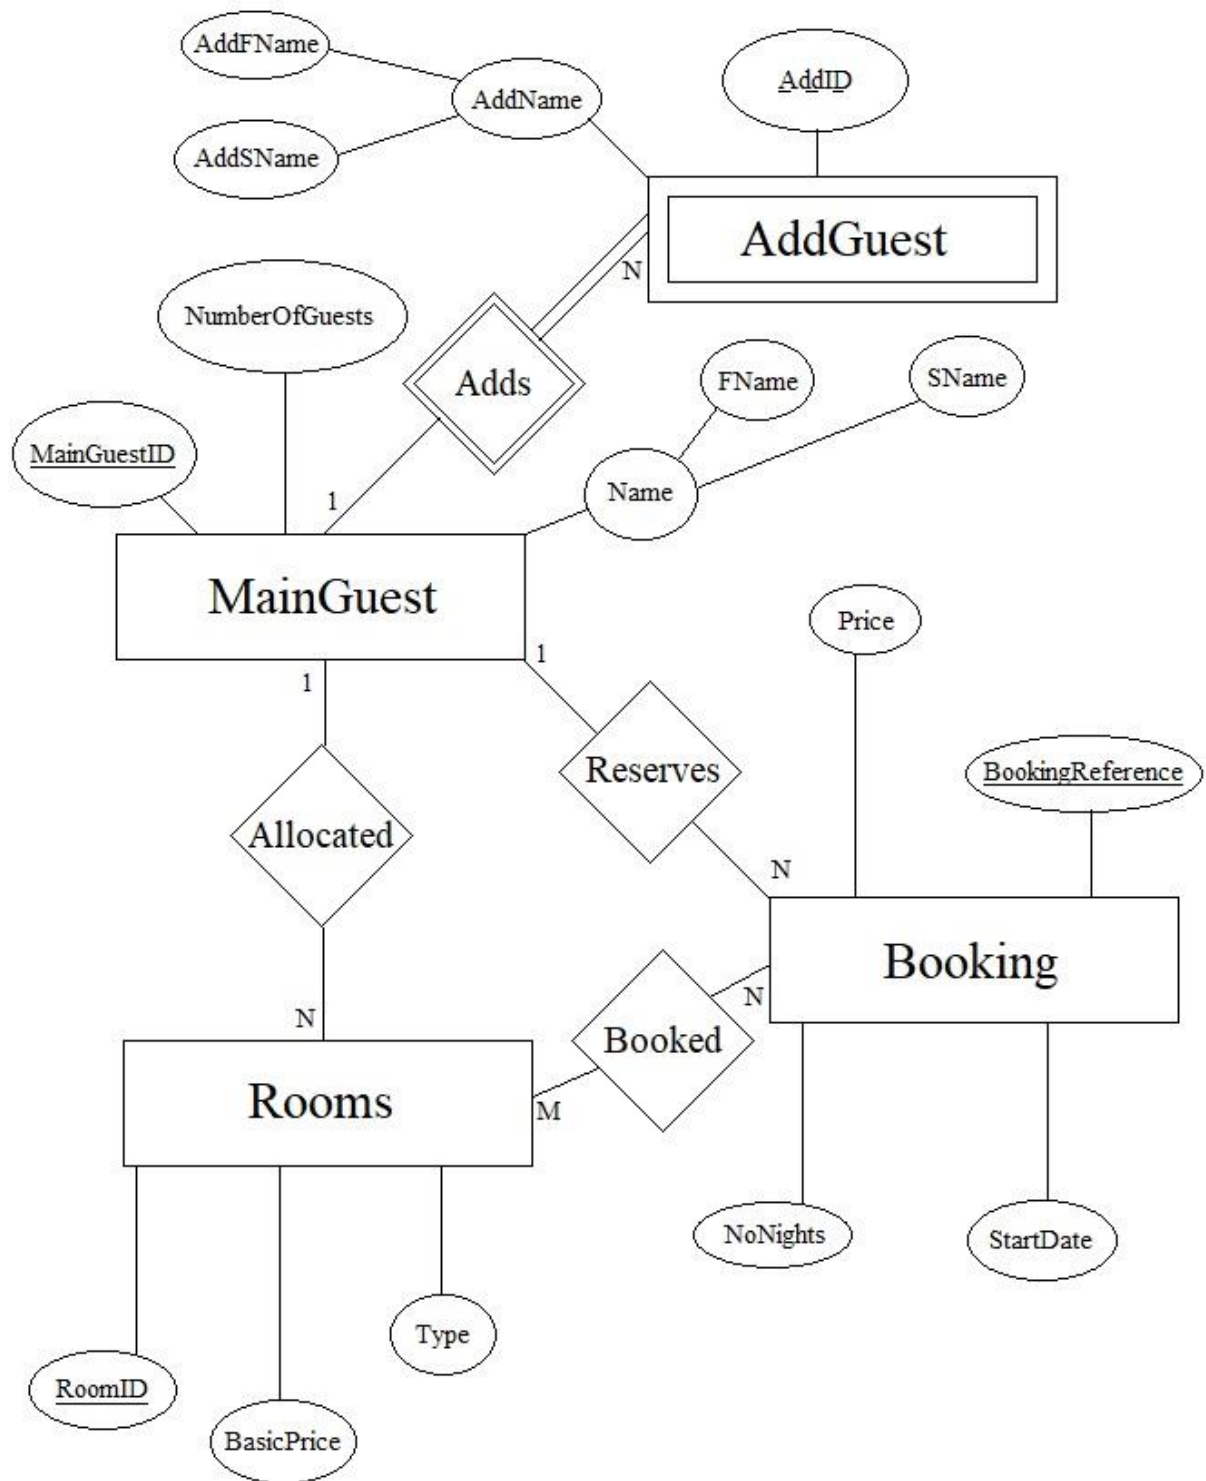 AddFName
AddName
AddID
AddSName
AddGuest
N
NumberOfGuests
Adds
FName
SName
MainGuestID
Name
1
MainGuest
Price
1
1
Reserves
BookingReference
Allocated
N
Booking
N
N
Booked
Rooms
M
NoNights
StartDate
Type
RoomID
BasicPrice